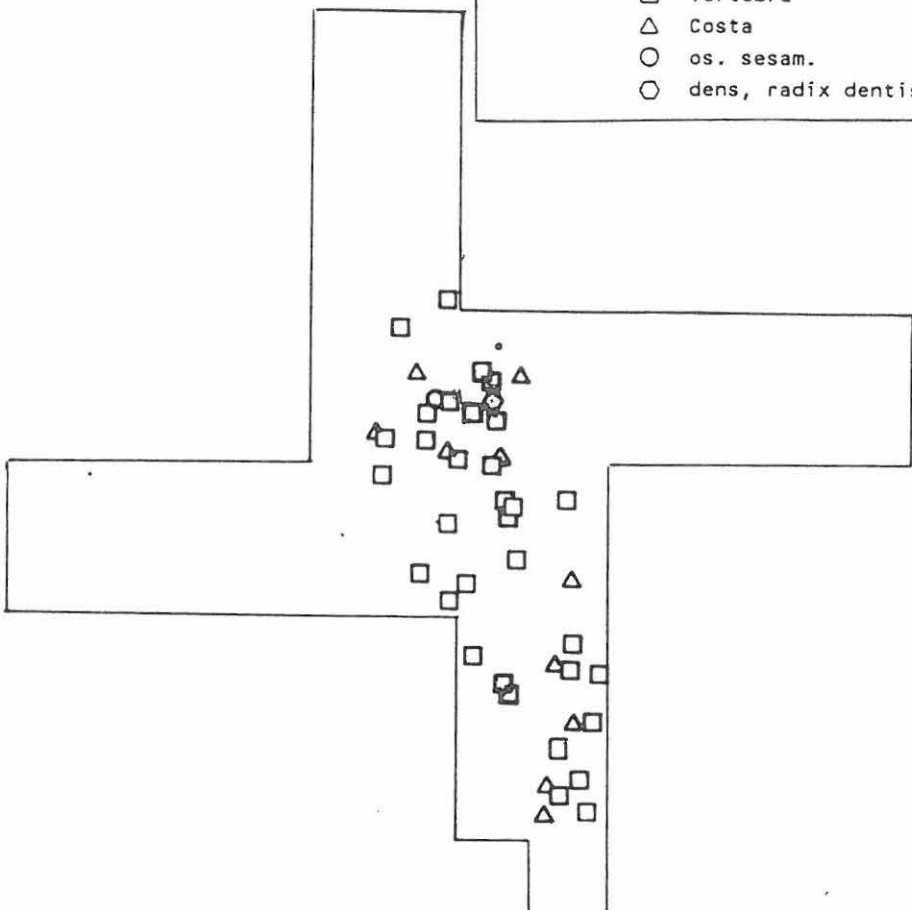 Costa
os. sesam.
dens, radix dentis